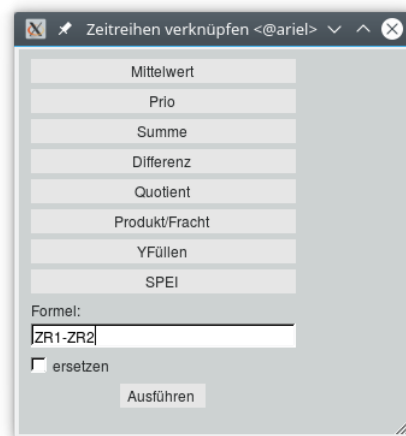 Zeitreihen verknüpfen <@ariel>
Mittelwert
Prio
Summe
Differenz
Quotient
Produkt/Fracht
YFüllen
SPEI
Formel:
ZR1-ZR2
ersetzen
Ausführen